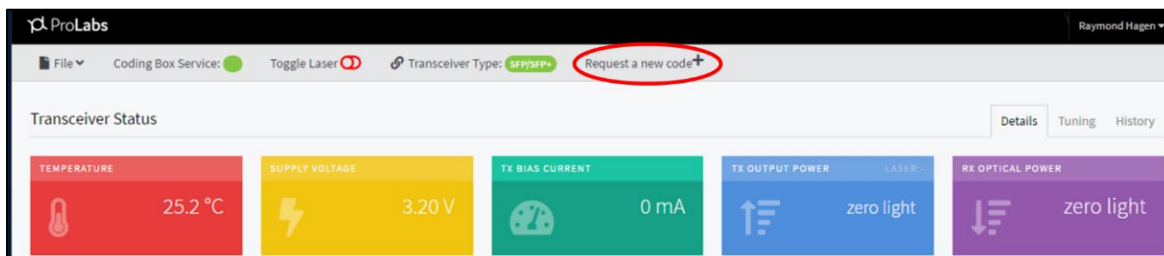 ProLabs
Raymond Hagen
File Coding Box Service: Toggle Laser Transceiver Type: SFP/SFP+ Request a new code+
Transceiver Status Details Tuning History
TEMPERATURE SUPPLY VOLTAGE TX BIAS CURRENT TX OUTPUT POWER LASER:- RX OPTICAL POWER
25.2 °C 3.20 V 0 mA zero light zero light